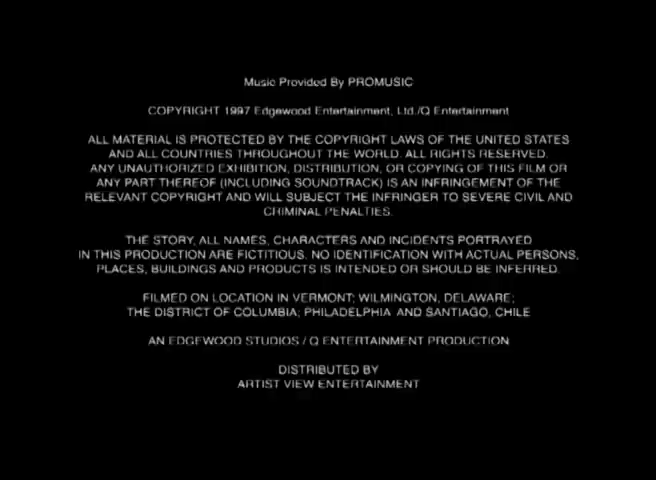 Music Provided By PROMUSIC
COPYRIGHT 1997 Edgewood Entertainment, Ltd./Q Entertainment
ALL MATERIAL IS PROTECTED BY THE COPYRIGHT LAWS OF THE UNITED STATES
AND ALL COUNTRIES THROUGHOUT THE WORLD. ALL RIGHTS RESERVED.
ANY UNAUTHORIZED EXHIBITION, DISTRIBUTION, OR COPYING OF THIS FILM OR
ANY PART THEREOF (INCLUDING SOUNDTRACK) IS AN INFRINGEMENT OF THE
RELEVANT COPYRIGHT AND WILL SUBJECT THE INFRINGER TO SEVERE CIVIL AND
CRIMINAL PENALTIES.
THE STORY, ALL NAMES, CHARACTERS AND INCIDENTS PORTRAYED
IN THIS PRODUCTION ARE FICTITIOUS. NO IDENTIFICATION WITH ACTUAL PERSONS,
PLACES, BUILDINGS AND PRODUCTS IS INTENDED OR SHOULD BE INFERRED.
FILMED ON LOCATION IN VERMONT; WILMINGTON, DELAWARE;
THE DISTRICT OF COLUMBIA; PHILADELPHIA AND SANTIAGO, CHILE
AN EDGEWOOD STUDIOS / Q ENTERTAINMENT PRODUCTION
DISTRIBUTED BY
ARTIST VIEW ENTERTAINMENT